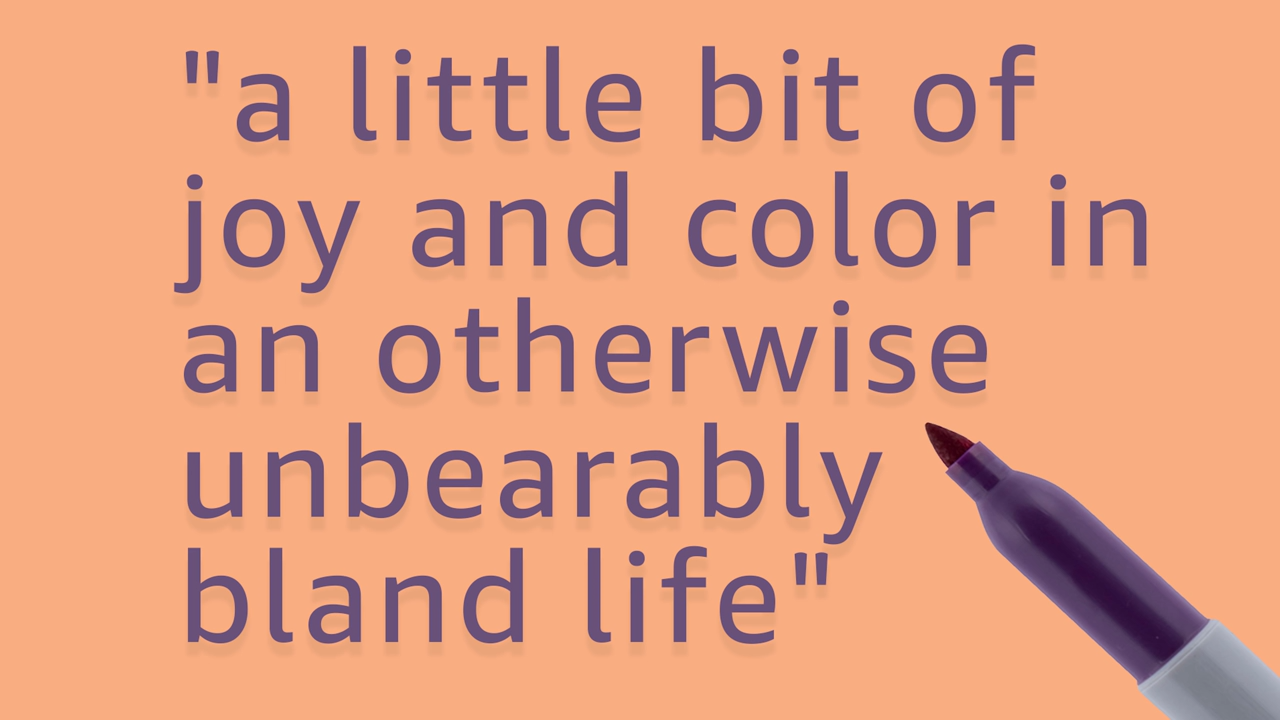 "a little bit of
joy and color in
an otherwise
unbearably
bland life"